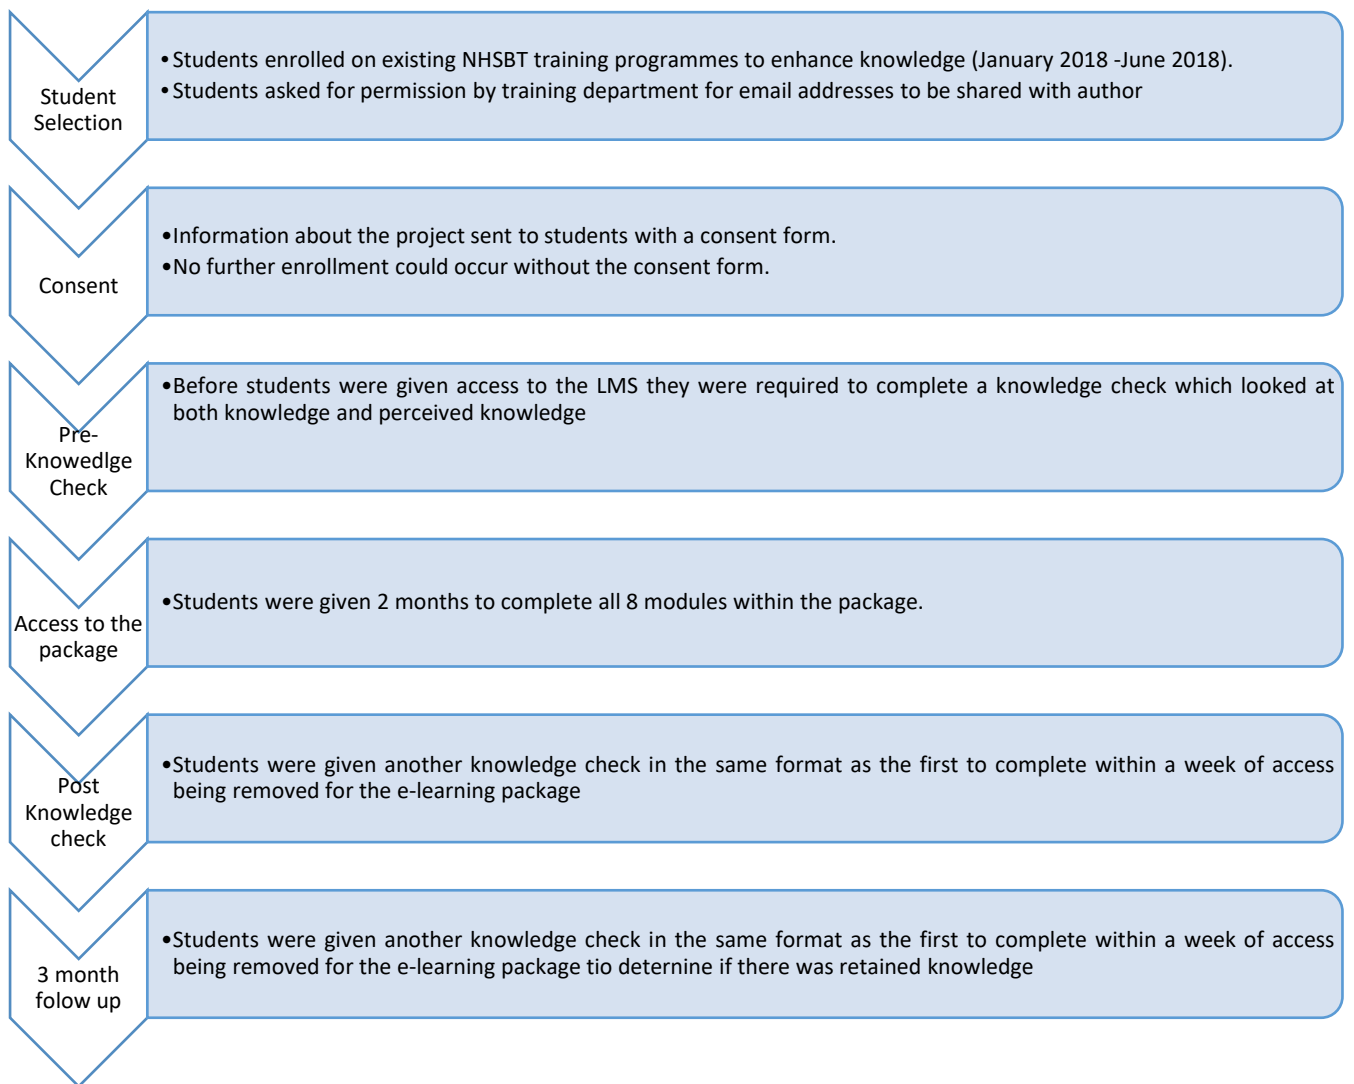 Student
Selection
• Students enrolled on existing NHSBT training programmes to enhance knowledge (January 2018 -June 2018).
• Students asked for permission by training department for email addresses to be shared with author
Consent
•Information about the project sent to students with a consent form.
•No further enrollment could occur without the consent form.
Pre-
Knowedlge
Check
•Before students were given access to the LMS they were required to complete a knowledge check which looked at
both knowledge and perceived knowledge
Access to the
package
•Students were given 2 months to complete all 8 modules within the package.
Post
Knowledge
check
•Students were given another knowledge check in the same format as the first to complete within a week of access
being removed for the e-learning package
3 month
folow up
•Students were given another knowledge check in the same format as the first to complete within a week of access
being removed for the e-learning package tio deternine if there was retained knowledge